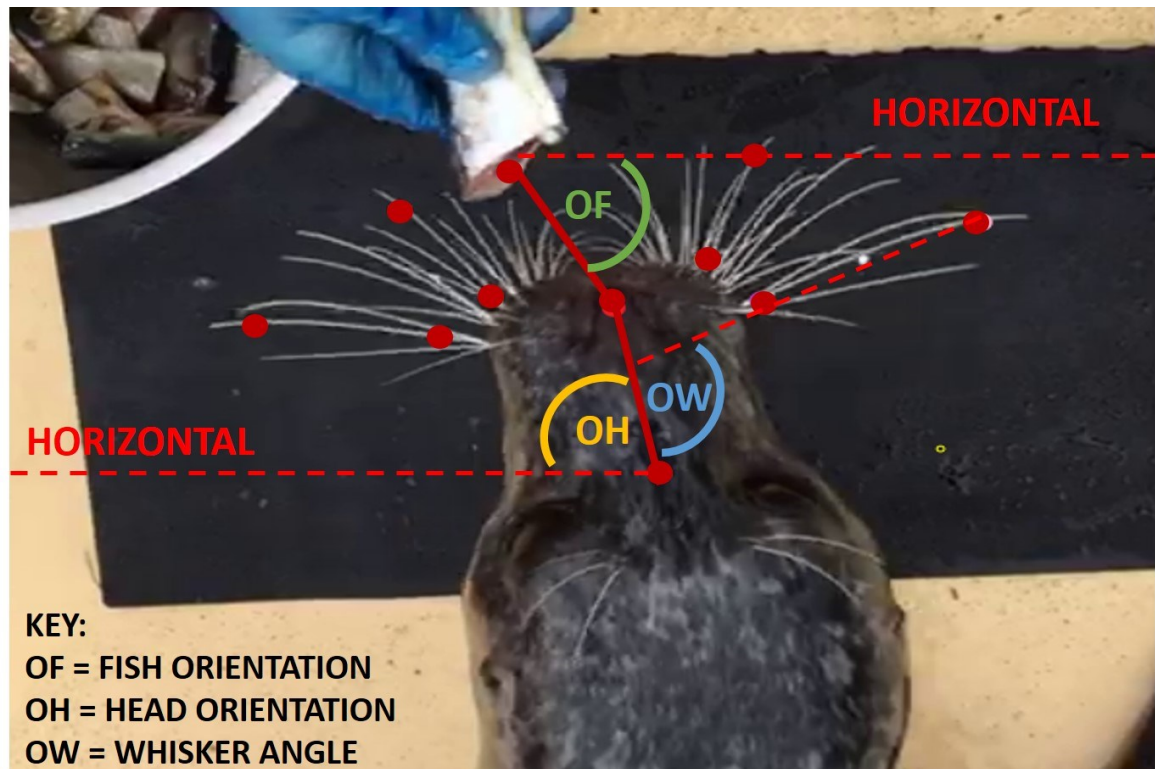 HORIZONTAL
OF
OW
OH
HORIZONTAL
KEY:
OF = FISH ORIENTATION
OH = HEAD ORIENTATION
OW = WHISKER ANGLE